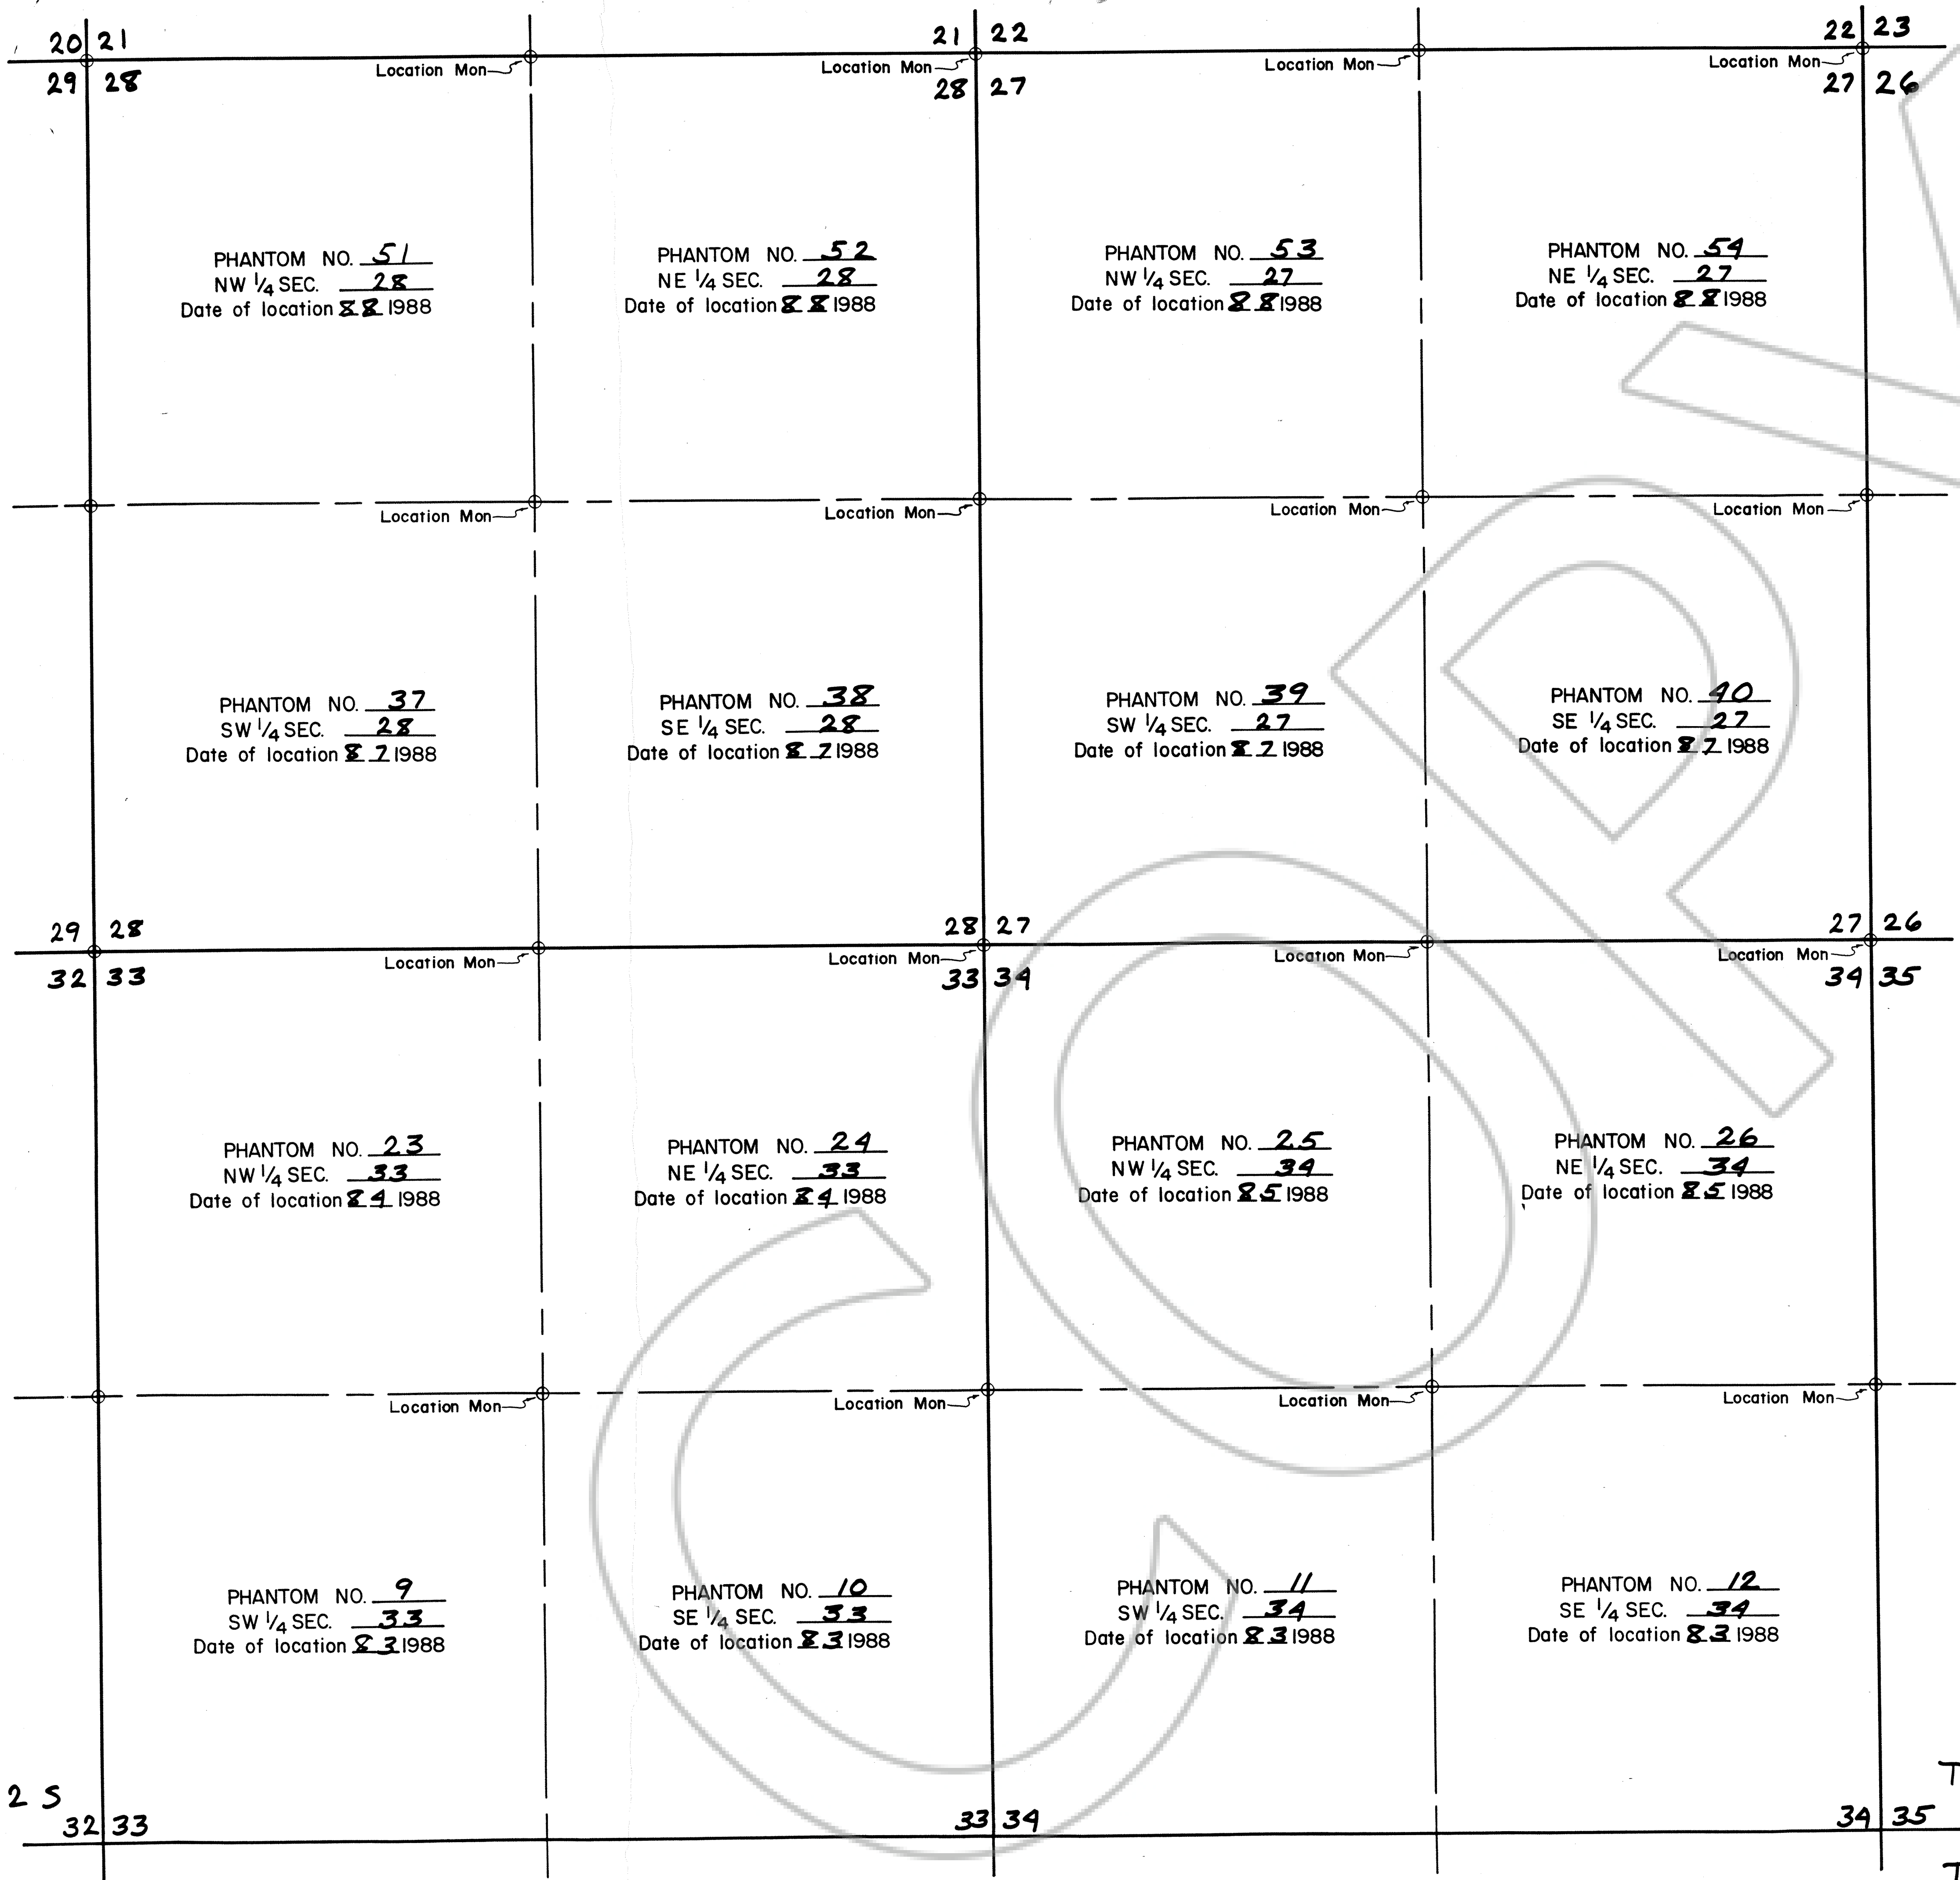 20 21 21 22 22 23
Location Mon Location Mon Location Mon Location Mon
29 28 28 27 27 26
PHANTOM NO. 51
NW 1/4 SEC. 28
Date of location 8 8 1988
PHANTOM NO. 52
NE 1/4 SEC. 28
Date of location 8 8 1988
PHANTOM NO. 53
NW 1/4 SEC. 27
Date of location 8 8 1988
PHANTOM NO. 54
NE 1/4 SEC. 27
Date of location 8 8 1988
Location Mon Location Mon Location Mon Location Mon
PHANTOM NO. 37
SW 1/4 SEC. 28
Date of location 8 7 1988
PHANTOM NO. 38
SE 1/4 SEC. 28
Date of location 8 7 1988
PHANTOM NO. 39
SW 1/4 SEC. 27
Date of location 8 7 1988
PHANTOM NO. 40
SE 1/4 SEC. 27
Date of location 8 7 1988
29 28 28 27 27 26
Location Mon Location Mon Location Mon Location Mon
32 33 33 34 34 35
PHANTOM NO. 23
NW 1/4 SEC. 33
Date of location 8 4 1988
PHANTOM NO. 24
NE 1/4 SEC. 33
Date of location 8 4 1988
PHANTOM NO. 25
NW 1/4 SEC. 34
Date of location 8 5 1988
PHANTOM NO. 26
NE 1/4 SEC. 34
Date of location 8 5 1988
Location Mon Location Mon Location Mon Location Mon
PHANTOM NO. 9
SW 1/4 SEC. 33
Date of location 8 3 1988
PHANTOM NO. 10
SE 1/4 SEC. 33
Date of location 8 3 1988
PHANTOM NO. 11
SW 1/4 SEC. 34
Date of location 8 3 1988
PHANTOM NO. 12
SE 1/4 SEC. 34
Date of location 8 3 1988
2 S T
32 33 33 34 34 35
T
COPY